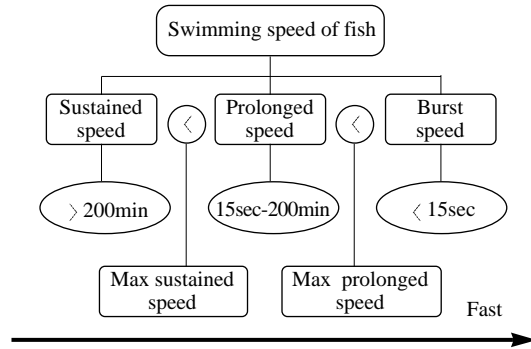 Swimming speed of fish
Sustained
speed
〈
Prolonged
speed
〈
Burst
speed
〉200min
15sec-200min
〈 15sec
Max sustained
speed
Max prolonged
speed
Fast